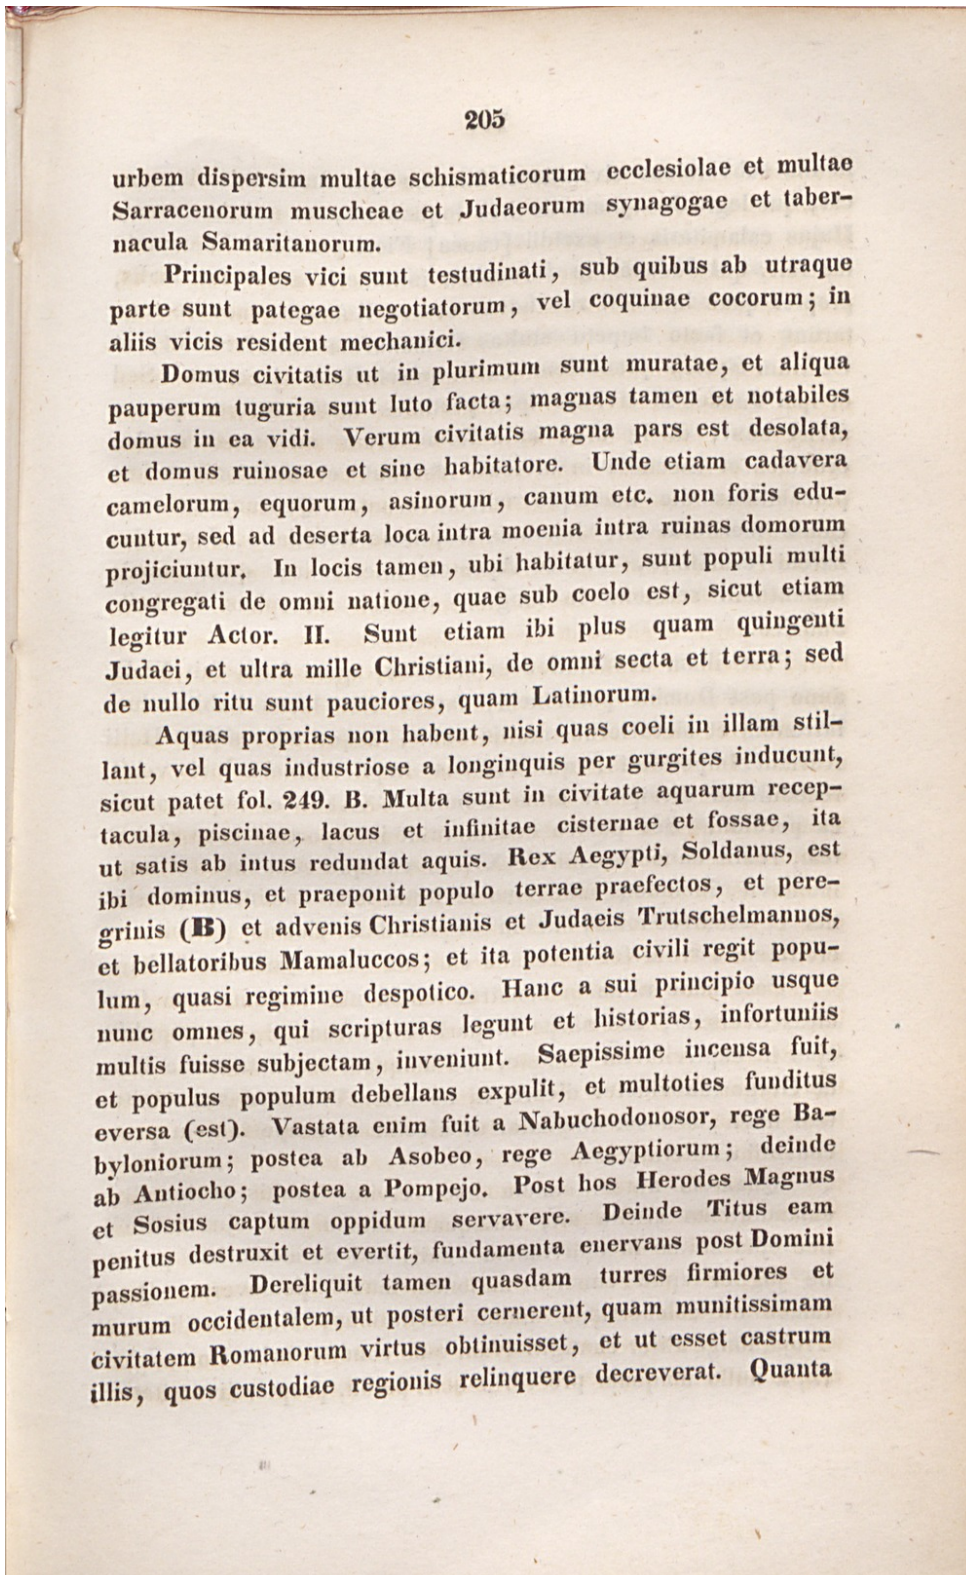 205
urbem dispersim multae schismaticorum ecclesiolae et multae
Sarracenorum muscheae et Judaeorum synagogae et taber-
nacula Samaritanorum.
Principales vici sunt testudinati, sub quibus ab utraque
parte sunt pategae negotiatorum, vel coquinae cocorum; in
aliis vicis resident mechanici.
Domus civitatis ut in plurimum sunt muratae, et aliqua
pauperum tuguria sunt luto facta; magnas tamen et notabiles
domus in ea vidi. Verum civitatis magna pars est desolata,
et domus ruinosae et sine habitatore. Unde etiam cadavera
camelorum, equorum, asinorum, canum etc. non foris edu-
cuntur, sed ad deserta loca intra moenia intra ruinas domorum
projiciuntur. In locis tamen, ubi habitatur, sunt populi multi
congregati de omni natione, quae sub coelo est, sicut etiam
legitur Actor. II. Sunt etiam ibi plus quam quingenti
Judaei, et ultra mille Christiani, de omni secta et terra; sed
de nullo ritu sunt pauciores, quam Latinorum.
Aquas proprias non habent, nisi quas coeli in illam stil-
lant, vel quas industriose a longinquis per gurgites inducunt,
sicut patet fol. 249. B. Multa sunt in civitate aquarum recep-
tacula, piscinae, lacus et infinitae cisternae et fossae, ita
ut satis ab intus redundat aquis. Rex Aegypti, Soldanus, est
ibi dominus, et praeponit populo terrae praefectos, et pere-
grinis (B) et advenis Christianis et Judaeis Trutschelmannos,
et bellatoribus Mamaluccos; et ita potentia civili regit popu-
lum, quasi regimine despotico. Hanc a sui principio usque
nunc omnes, qui scripturas legunt et historias, infortuniis
multis fuisse subjectam, inveniunt. Saepissime incensa fuit,
et populus populum debellans expulit, et multoties funditus
eversa (est). Vastata enim fuit a Nabuchodonosor, rege Ba-
byloniorum; postea ab Asobeo, rege Aegyptiorum; deinde
ab Antiocho; postea a Pompejo. Post hos Herodes Magnus
et Sosius captum oppidum servavere. Deinde Titus eam
penitus destruxit et evertit, fundamenta enervans post Domini
passionem. Dereliquit tamen quasdam turres firmiores et
murum occidentalem, ut posteri cernerent, quam munitissimam
civitatem Romanorum virtus obtinuisset, et ut esset castrum
illis, quos custodiae regionis relinquere decreverat. Quanta